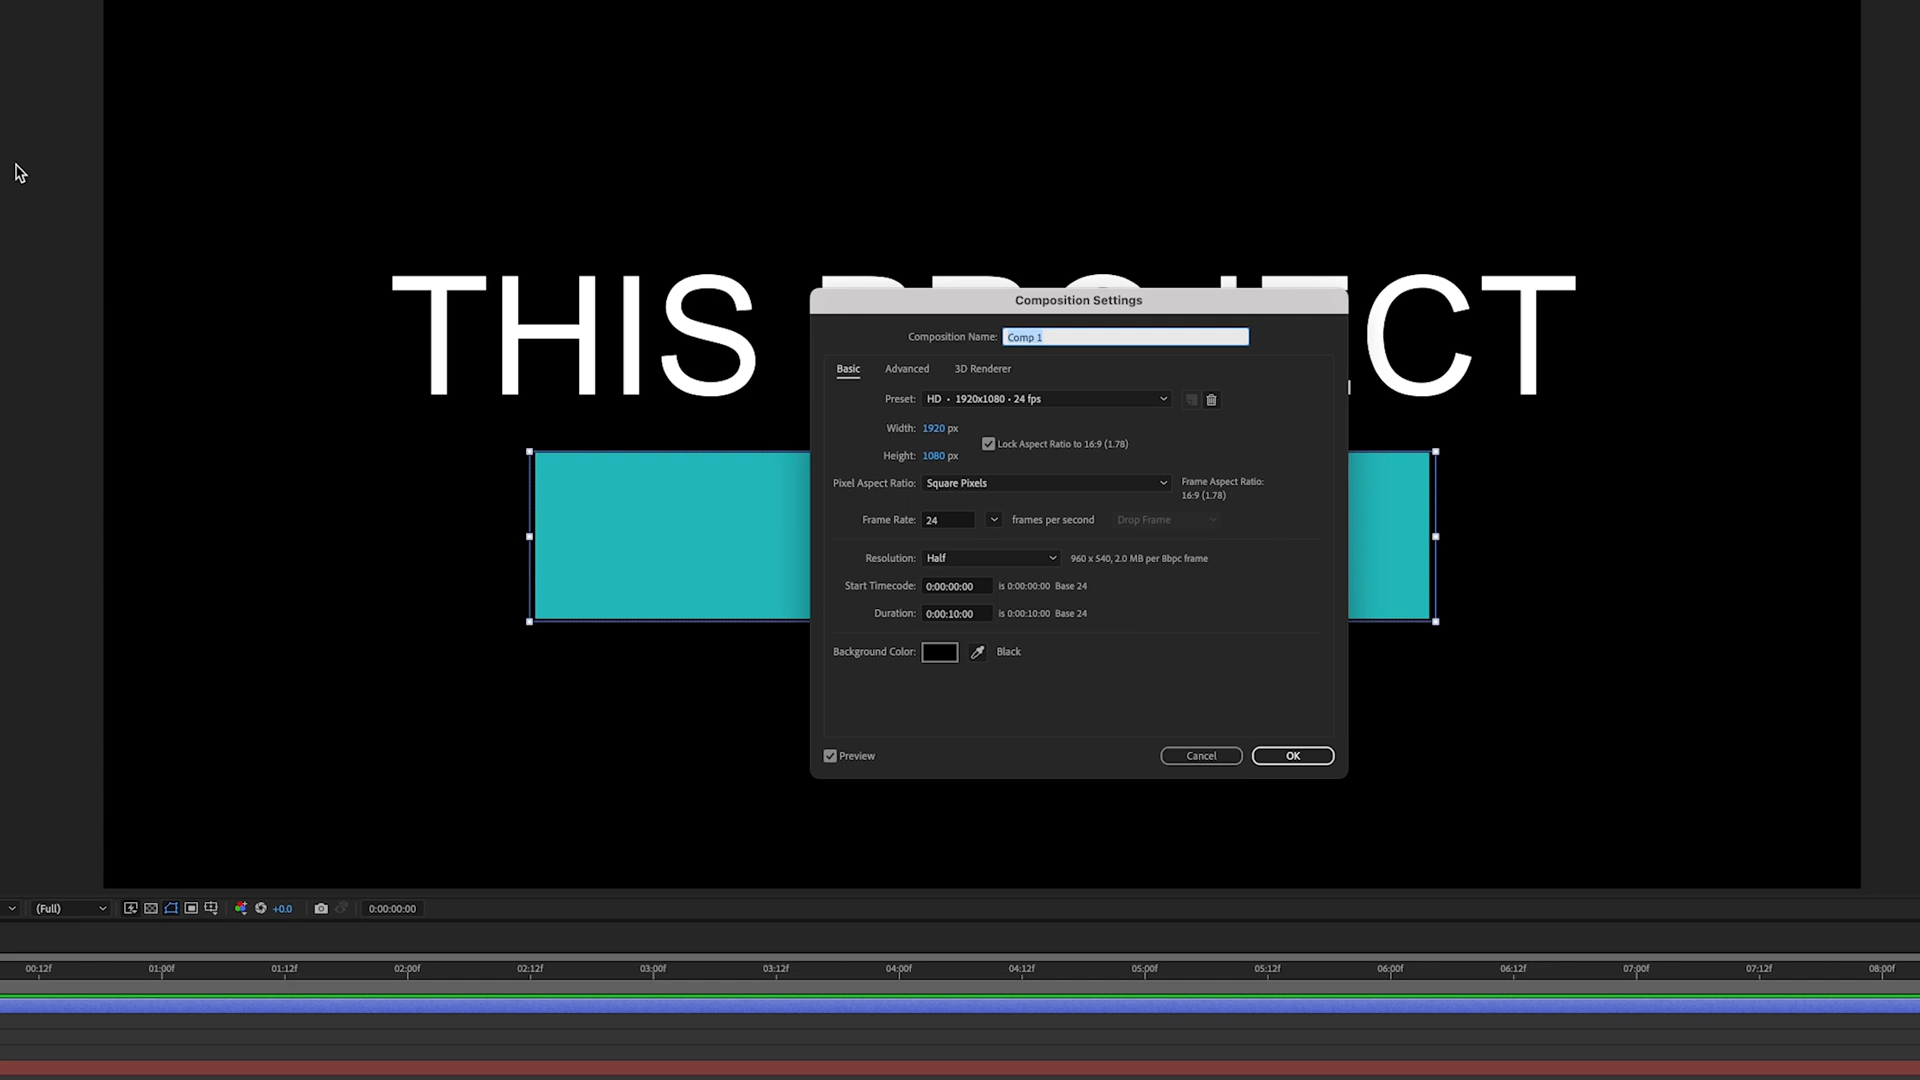 THIS PROJECT
Composition Settings
Composition Name: Comp 1
Basic Advanced 3D Renderer
Preset: HD • 1920x1080 • 24 fps
Width: 1920 px
Lock Aspect Ratio to 16:9 (1.78)
Height: 1080 px
Pixel Aspect Ratio: Square Pixels
Frame Aspect Ratio:
16:9 (1.78)
Frame Rate: 24 frames per second Drop Frame
Resolution: Half 960 x 540, 2.0 MB per 8bpc frame
Start Timecode: 0:00:00:00 is 0:00:00:00 Base 24
Duration: 0:00:10:00 is 0:00:10:00 Base 24
Background Color: Black
Preview Cancel OK
(Full) +0.0 0:00:00:00
00:12f 01:00f 01:12f 02:00f 02:12f 03:00f 03:12f 04:00f 04:12f 05:00f 05:12f 06:00f 06:12f 07:00f 07:12f 08:00f